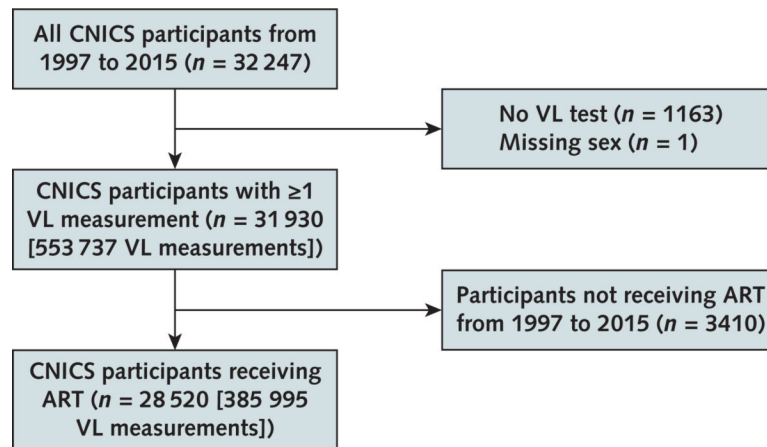 All CNICS participants from
1997 to 2015 (n = 32 247)
No VL test (n = 1163)
Missing sex (n = 1)
CNICS participants with ≥1
VL measurement (n = 31 930
[553 737 VL measurements])
Participants not receiving ART
from 1997 to 2015 (n = 3410)
CNICS participants receiving
ART (n = 28 520 [385 995
VL measurements])